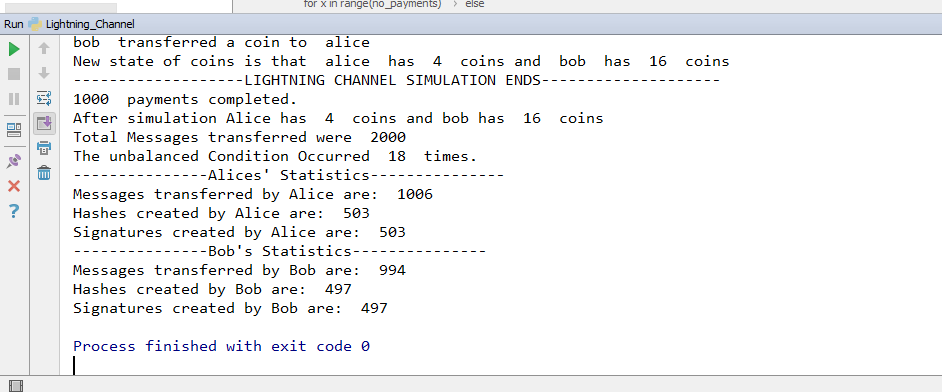 for x in range(no_payments) › else
Run Lightning_Channel
bob  transferred a coin to  alice
New state of coins is that  alice  has  4  coins and  bob  has  16  coins
-------------------LIGHTNING CHANNEL SIMULATION ENDS--------------------
1000  payments completed.
After simulation Alice has  4  coins and bob has  16  coins
Total Messages transferred were  2000
The unbalanced Condition Occurred  18  times.
---------------Alices' Statistics---------------
Messages transferred by Alice are:  1006
Hashes created by Alice are:  503
Signatures created by Alice are:  503
---------------Bob's Statistics---------------
Messages transferred by Bob are:  994
Hashes created by Bob are:  497
Signatures created by Bob are:  497
Process finished with exit code 0